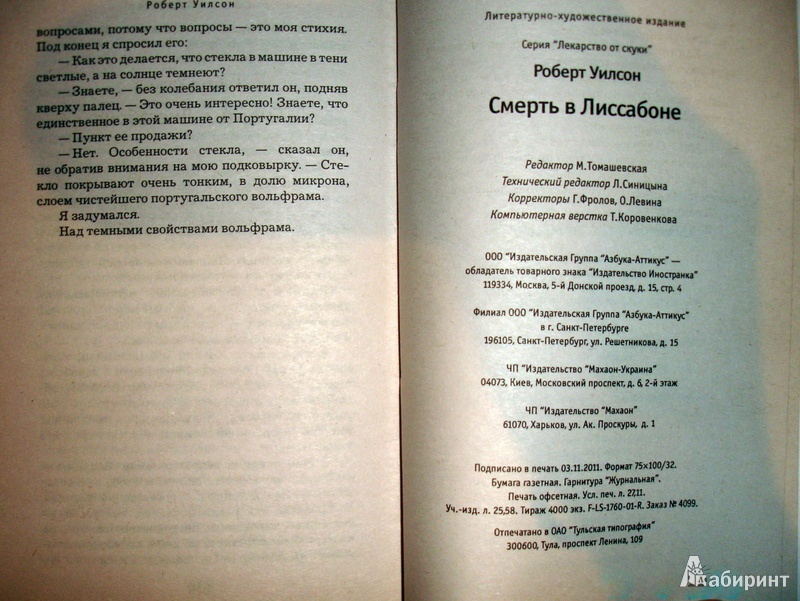 Роберт Уилсон
вопросами, потому что вопросы — это моя стихия.
Под конец я спросил его:
— Как это делается, что стекла в машине в тени
светлые, а на солнце темнеют?
— Знаете, — без колебания ответил он, подняв
кверху палец. — Это очень интересно! Знаете, что
единственное в этой машине от Португалии?
— Пункт ее продажи?
— Нет. Особенности стекла, — сказал он,
не обратив внимания на мою подковырку. — Сте-
кло покрывают очень тонким, в долю микрона,
слоем чистейшего португальского вольфрама.
Я задумался.
Над темными свойствами вольфрама.
Литературно-художественное издание
Серия "Лекарство от скуки"
Роберт Уилсон
Смерть в Лиссабоне
Редактор М.Томашевская
Технический редактор Л.Синицына
Корректоры Г.Фролов, О.Левина
Компьютерная верстка Т.Коровенкова
ООО "Издательская Группа "Азбука-Аттикус" —
обладатель товарного знака "Издательство Иностранка"
119334, Москва, 5-й Донской проезд, д. 15, стр. 4
Филиал ООО "Издательская Группа "Азбука-Аттикус"
в г. Санкт-Петербурге
196105, Санкт-Петербург, ул. Решетникова, д. 15
ЧП "Издательство "Махаон-Украина"
04073, Киев, Московский проспект, д. 6, 2-й этаж
ЧП "Издательство "Махаон"
61070, Харьков, ул. Ак. Проскуры, д. 1
Подписано в печать 03.11.2011. Формат 75×100/32.
Бумага газетная. Гарнитура "Журнальная".
Печать офсетная. Усл. печ. л. 27,11.
Уч.-изд. л. 25,58. Тираж 4000 экз. F-LS-1760-01-R. Заказ № 4099.
Отпечатано в ОАО "Тульская типография"
300600, Тула, проспект Ленина, 109
Лабиринт